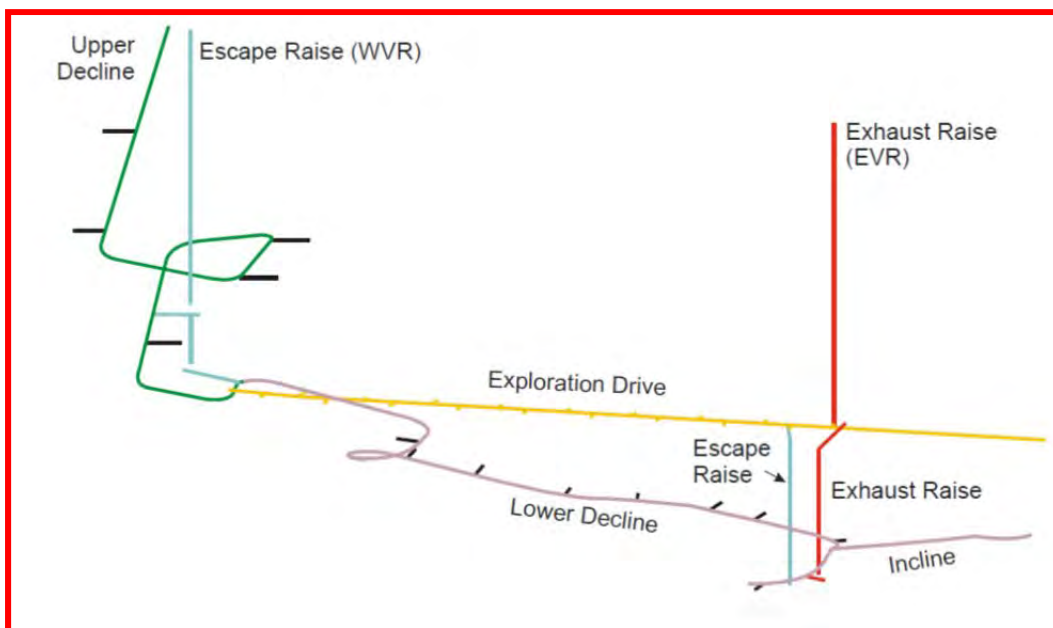 Upper
Decline
Escape Raise (WVR)
Exhaust Raise
(EVR)
Exploration Drive
Escape
Raise
Exhaust Raise
Lower Decline
Incline